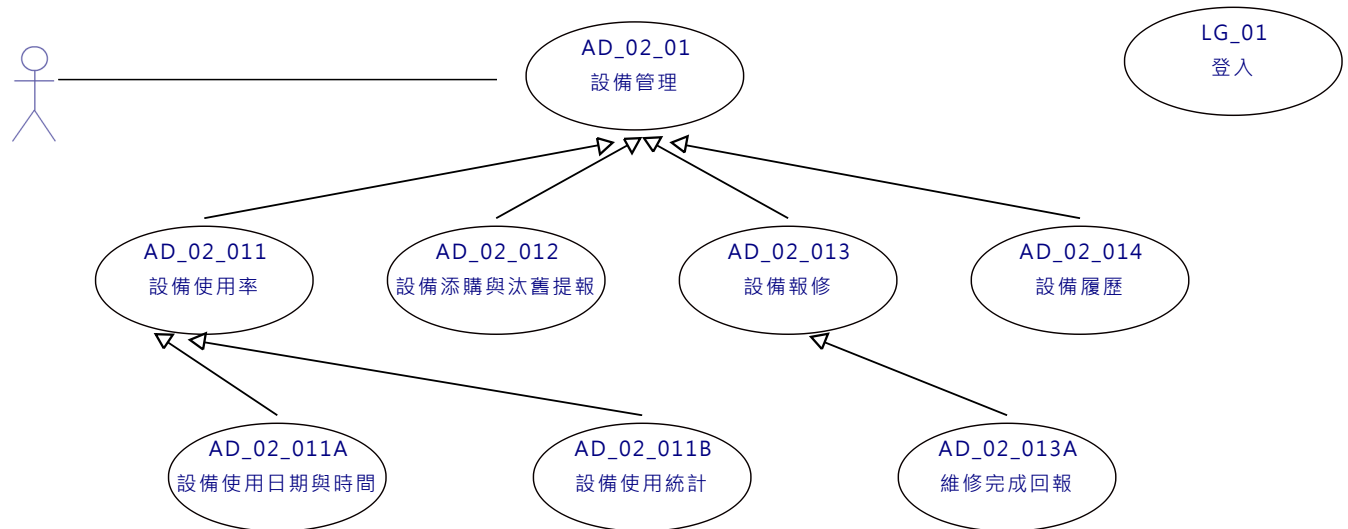 AD_02_01
設備管理
LG_01
登入
AD_02_011
設備使用率
AD_02_012
設備添購與汰舊提報
AD_02_013
設備報修
AD_02_014
設備履歷
AD_02_011A
設備使用日期與時間
AD_02_011B
設備使用統計
AD_02_013A
維修完成回報